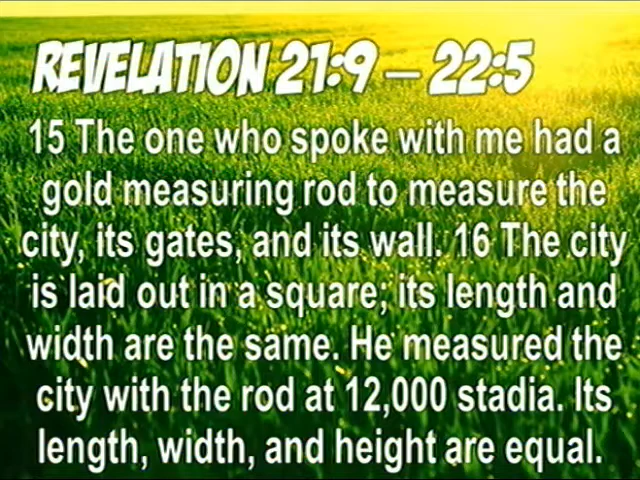 REVELATION 21:9 – 22:5
15 The one who spoke with me had a
gold measuring rod to measure the
city, its gates, and its wall. 16 The city
is laid out in a square; its length and
width are the same. He measured the
city with the rod at 12,000 stadia. Its
length, width, and height are equal.